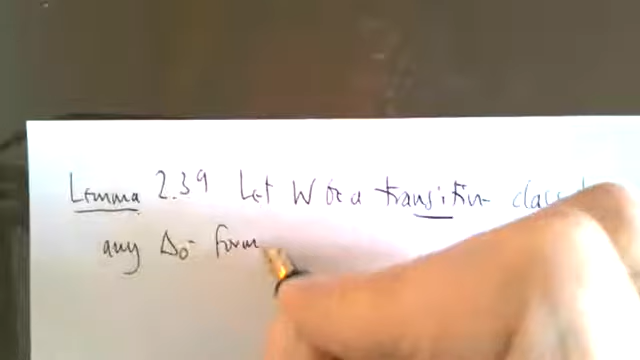 Lemma 2.39 Let W be a transitive class
any Δ₀- form